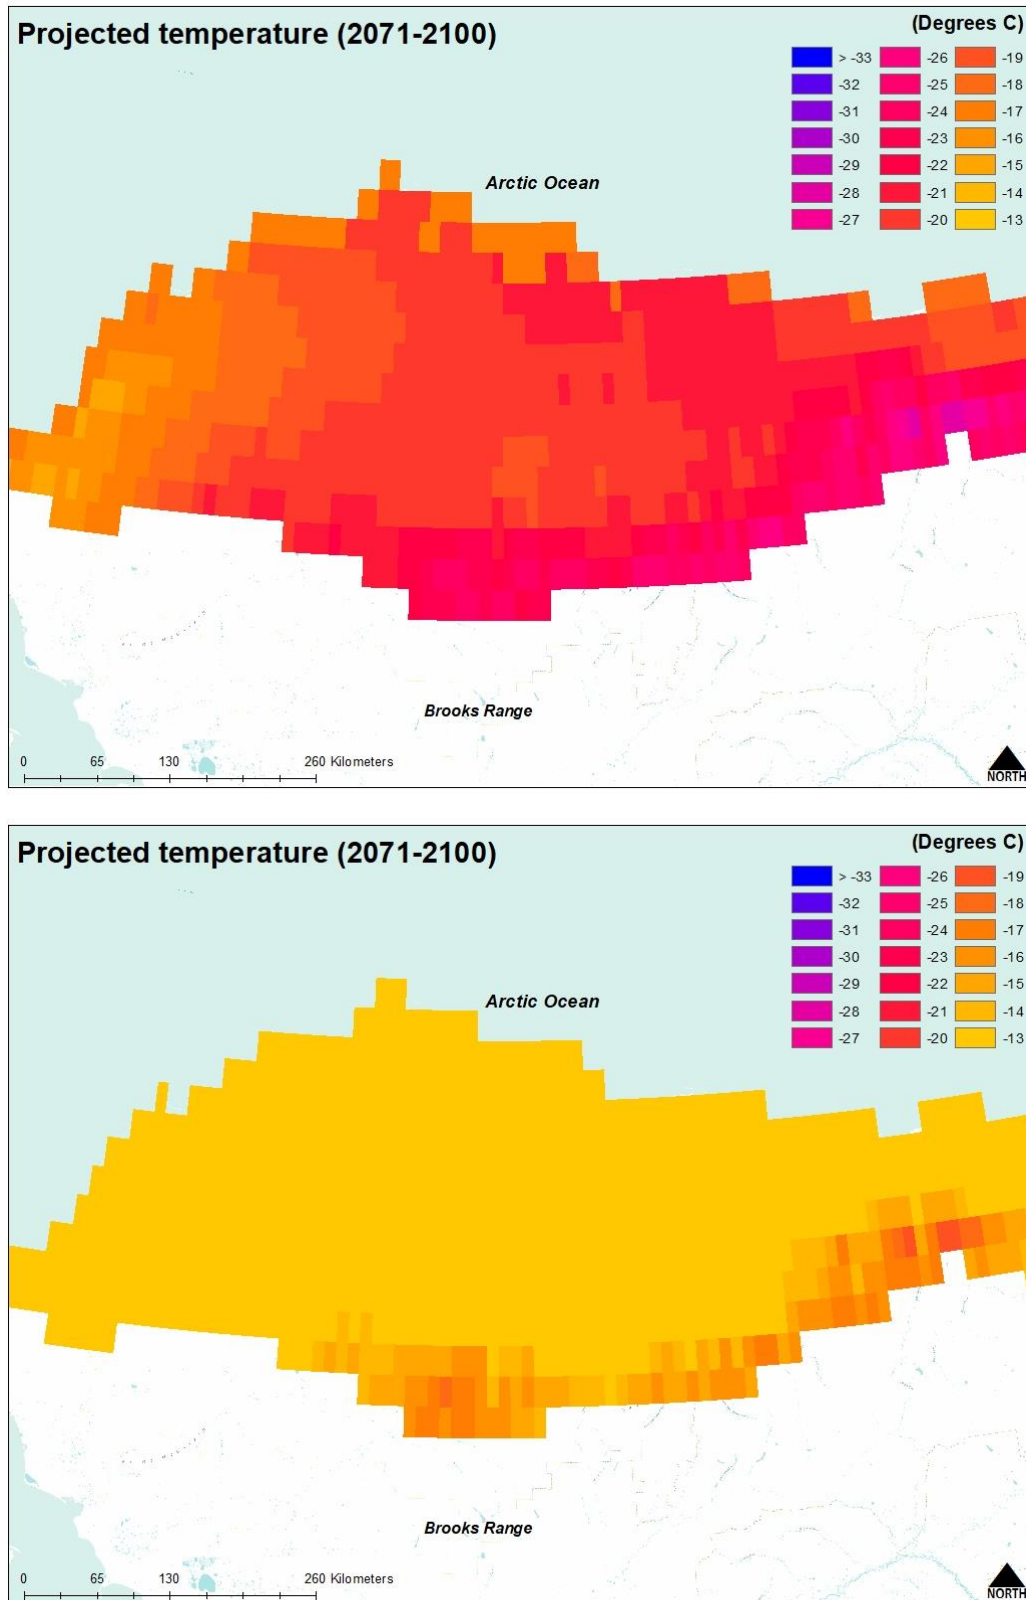 Projected temperature (2071-2100)
(Degrees C)
> -33 -26 -19
-32 -25 -18
-31 -24 -17
-30 -23 -16
-29 -22 -15
-28 -21 -14
-27 -20 -13
Arctic Ocean
Brooks Range
0 65 130 260 Kilometers
NORTH
Projected temperature (2071-2100)
(Degrees C)
> -33 -26 -19
-32 -25 -18
-31 -24 -17
-30 -23 -16
-29 -22 -15
-28 -21 -14
-27 -20 -13
Arctic Ocean
Brooks Range
0 65 130 260 Kilometers
NORTH